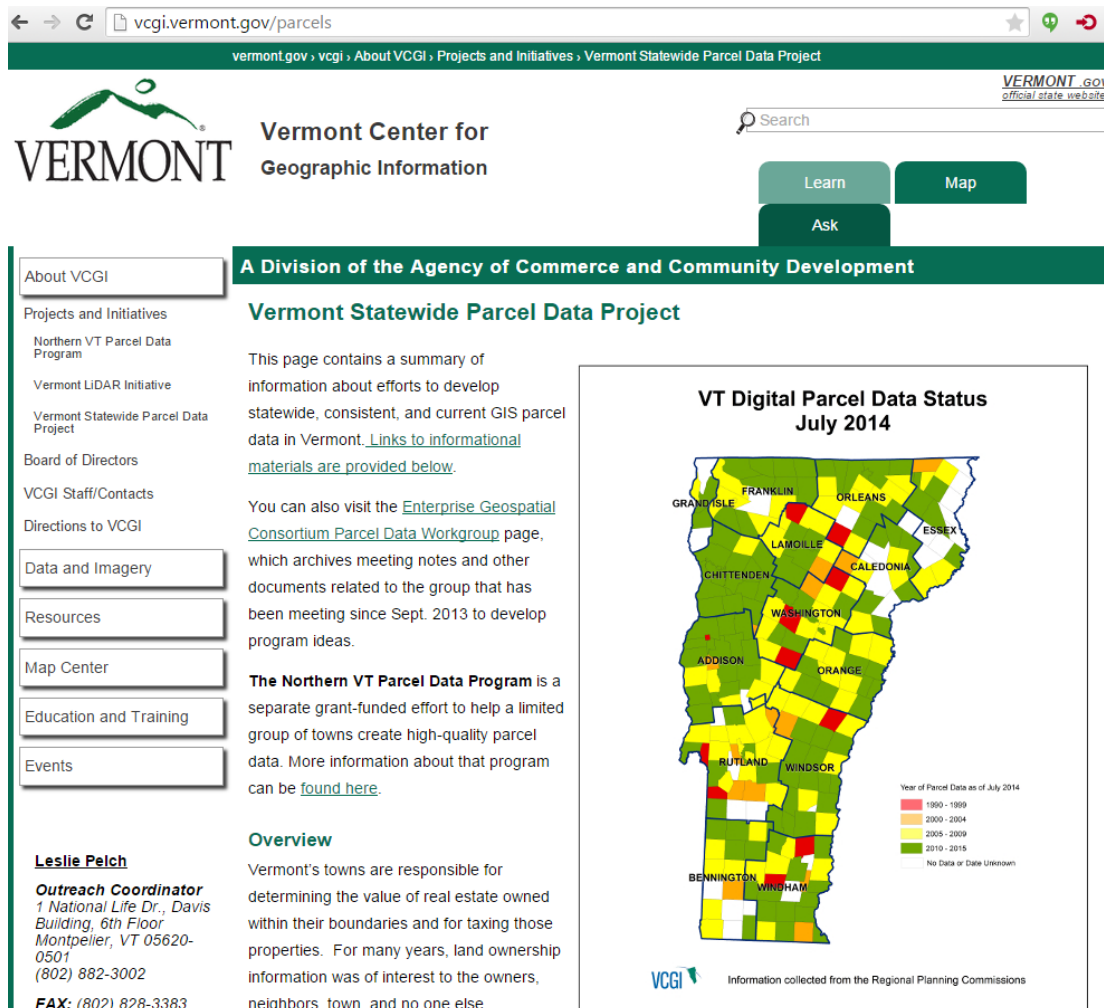 vcgi.vermont.gov/parcels
vermont.gov › vcgi › About VCGI › Projects and Initiatives › Vermont Statewide Parcel Data Project
VERMONT
Vermont Center for
Geographic Information
VERMONT .GOV
official state website
Search
Learn
Map
Ask
A Division of the Agency of Commerce and Community Development
About VCGI
Projects and Initiatives
Northern VT Parcel Data
Program
Vermont LiDAR Initiative
Vermont Statewide Parcel Data
Project
Board of Directors
VCGI Staff/Contacts
Directions to VCGI
Data and Imagery
Resources
Map Center
Education and Training
Events
Leslie Pelch
Outreach Coordinator
1 National Life Dr., Davis
Building, 6th Floor
Montpelier, VT 05620-
0501
(802) 882-3002
FAX: (802) 828-3383
Vermont Statewide Parcel Data Project
This page contains a summary of
information about efforts to develop
statewide, consistent, and current GIS parcel
data in Vermont. Links to informational
materials are provided below.
You can also visit the Enterprise Geospatial
Consortium Parcel Data Workgroup page,
which archives meeting notes and other
documents related to the group that has
been meeting since Sept. 2013 to develop
program ideas.
The Northern VT Parcel Data Program is a
separate grant-funded effort to help a limited
group of towns create high-quality parcel
data. More information about that program
can be found here.
Overview
Vermont's towns are responsible for
determining the value of real estate owned
within their boundaries and for taxing those
properties. For many years, land ownership
information was of interest to the owners,
neighbors, town, and no one else.
VT Digital Parcel Data Status
July 2014
GRAND ISLE
FRANKLIN
ORLEANS
ESSEX
LAMOILLE
CALEDONIA
CHITTENDEN
WASHINGTON
ADDISON
ORANGE
RUTLAND
WINDSOR
BENNINGTON
WINDHAM
Year of Parcel Data as of July 2014
1990 - 1999
2000 - 2004
2005 - 2009
2010 - 2015
No Data or Date Unknown
VCGI
Information collected from the Regional Planning Commissions